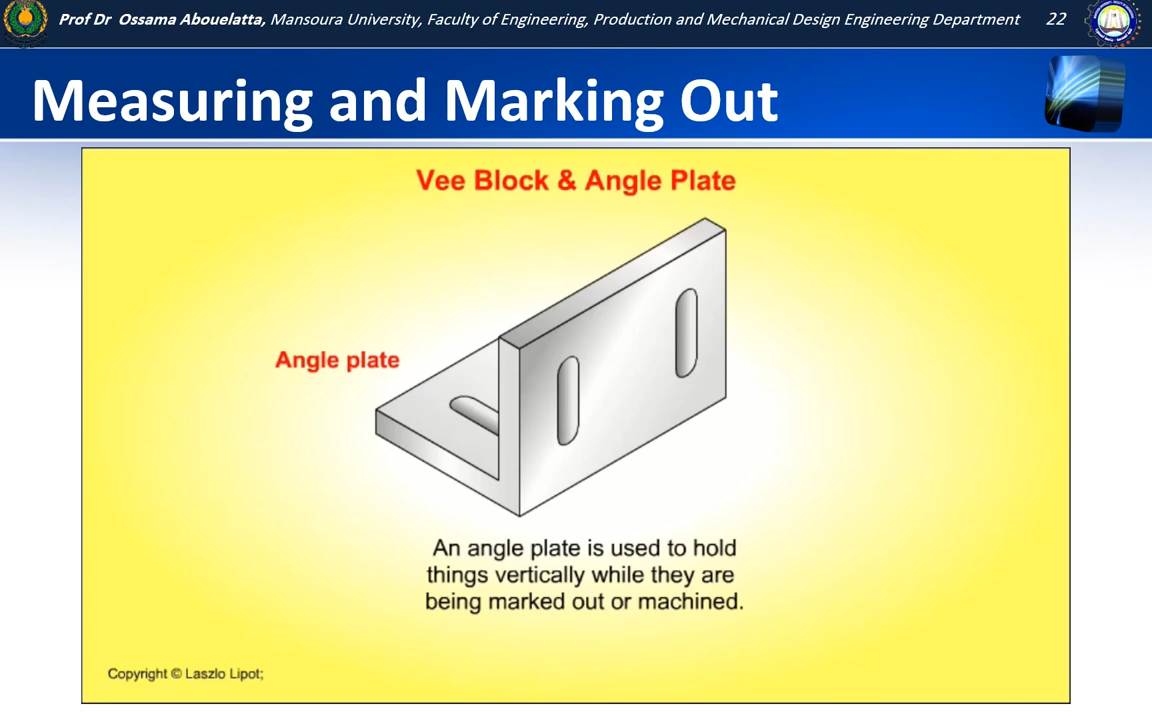 Prof Dr Ossama Abouelatta, Mansoura University, Faculty of Engineering, Production and Mechanical Design Engineering Department 22
Measuring and Marking Out
Vee Block & Angle Plate
Angle plate
An angle plate is used to hold
things vertically while they are
being marked out or machined.
Copyright © Laszlo Lipot;